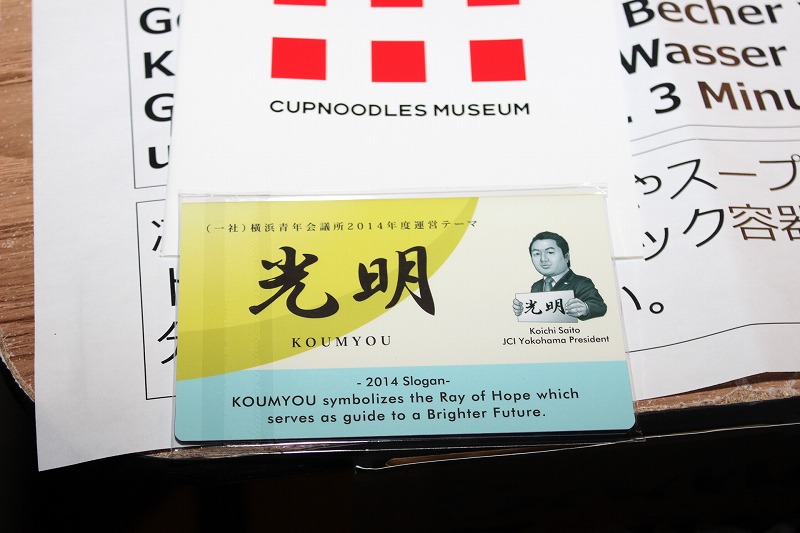 Becher
Wasser
3 Minu
CUPNOODLES MUSEUM
スープ
ック容器
い。
(一社)横浜青年会議所2014年度運営テーマ
光明
KOUMYOU
光明
Koichi Saito
JCI Yokohama President
- 2014 Slogan-
KOUMYOU symbolizes the Ray of Hope which
serves as guide to a Brighter Future.